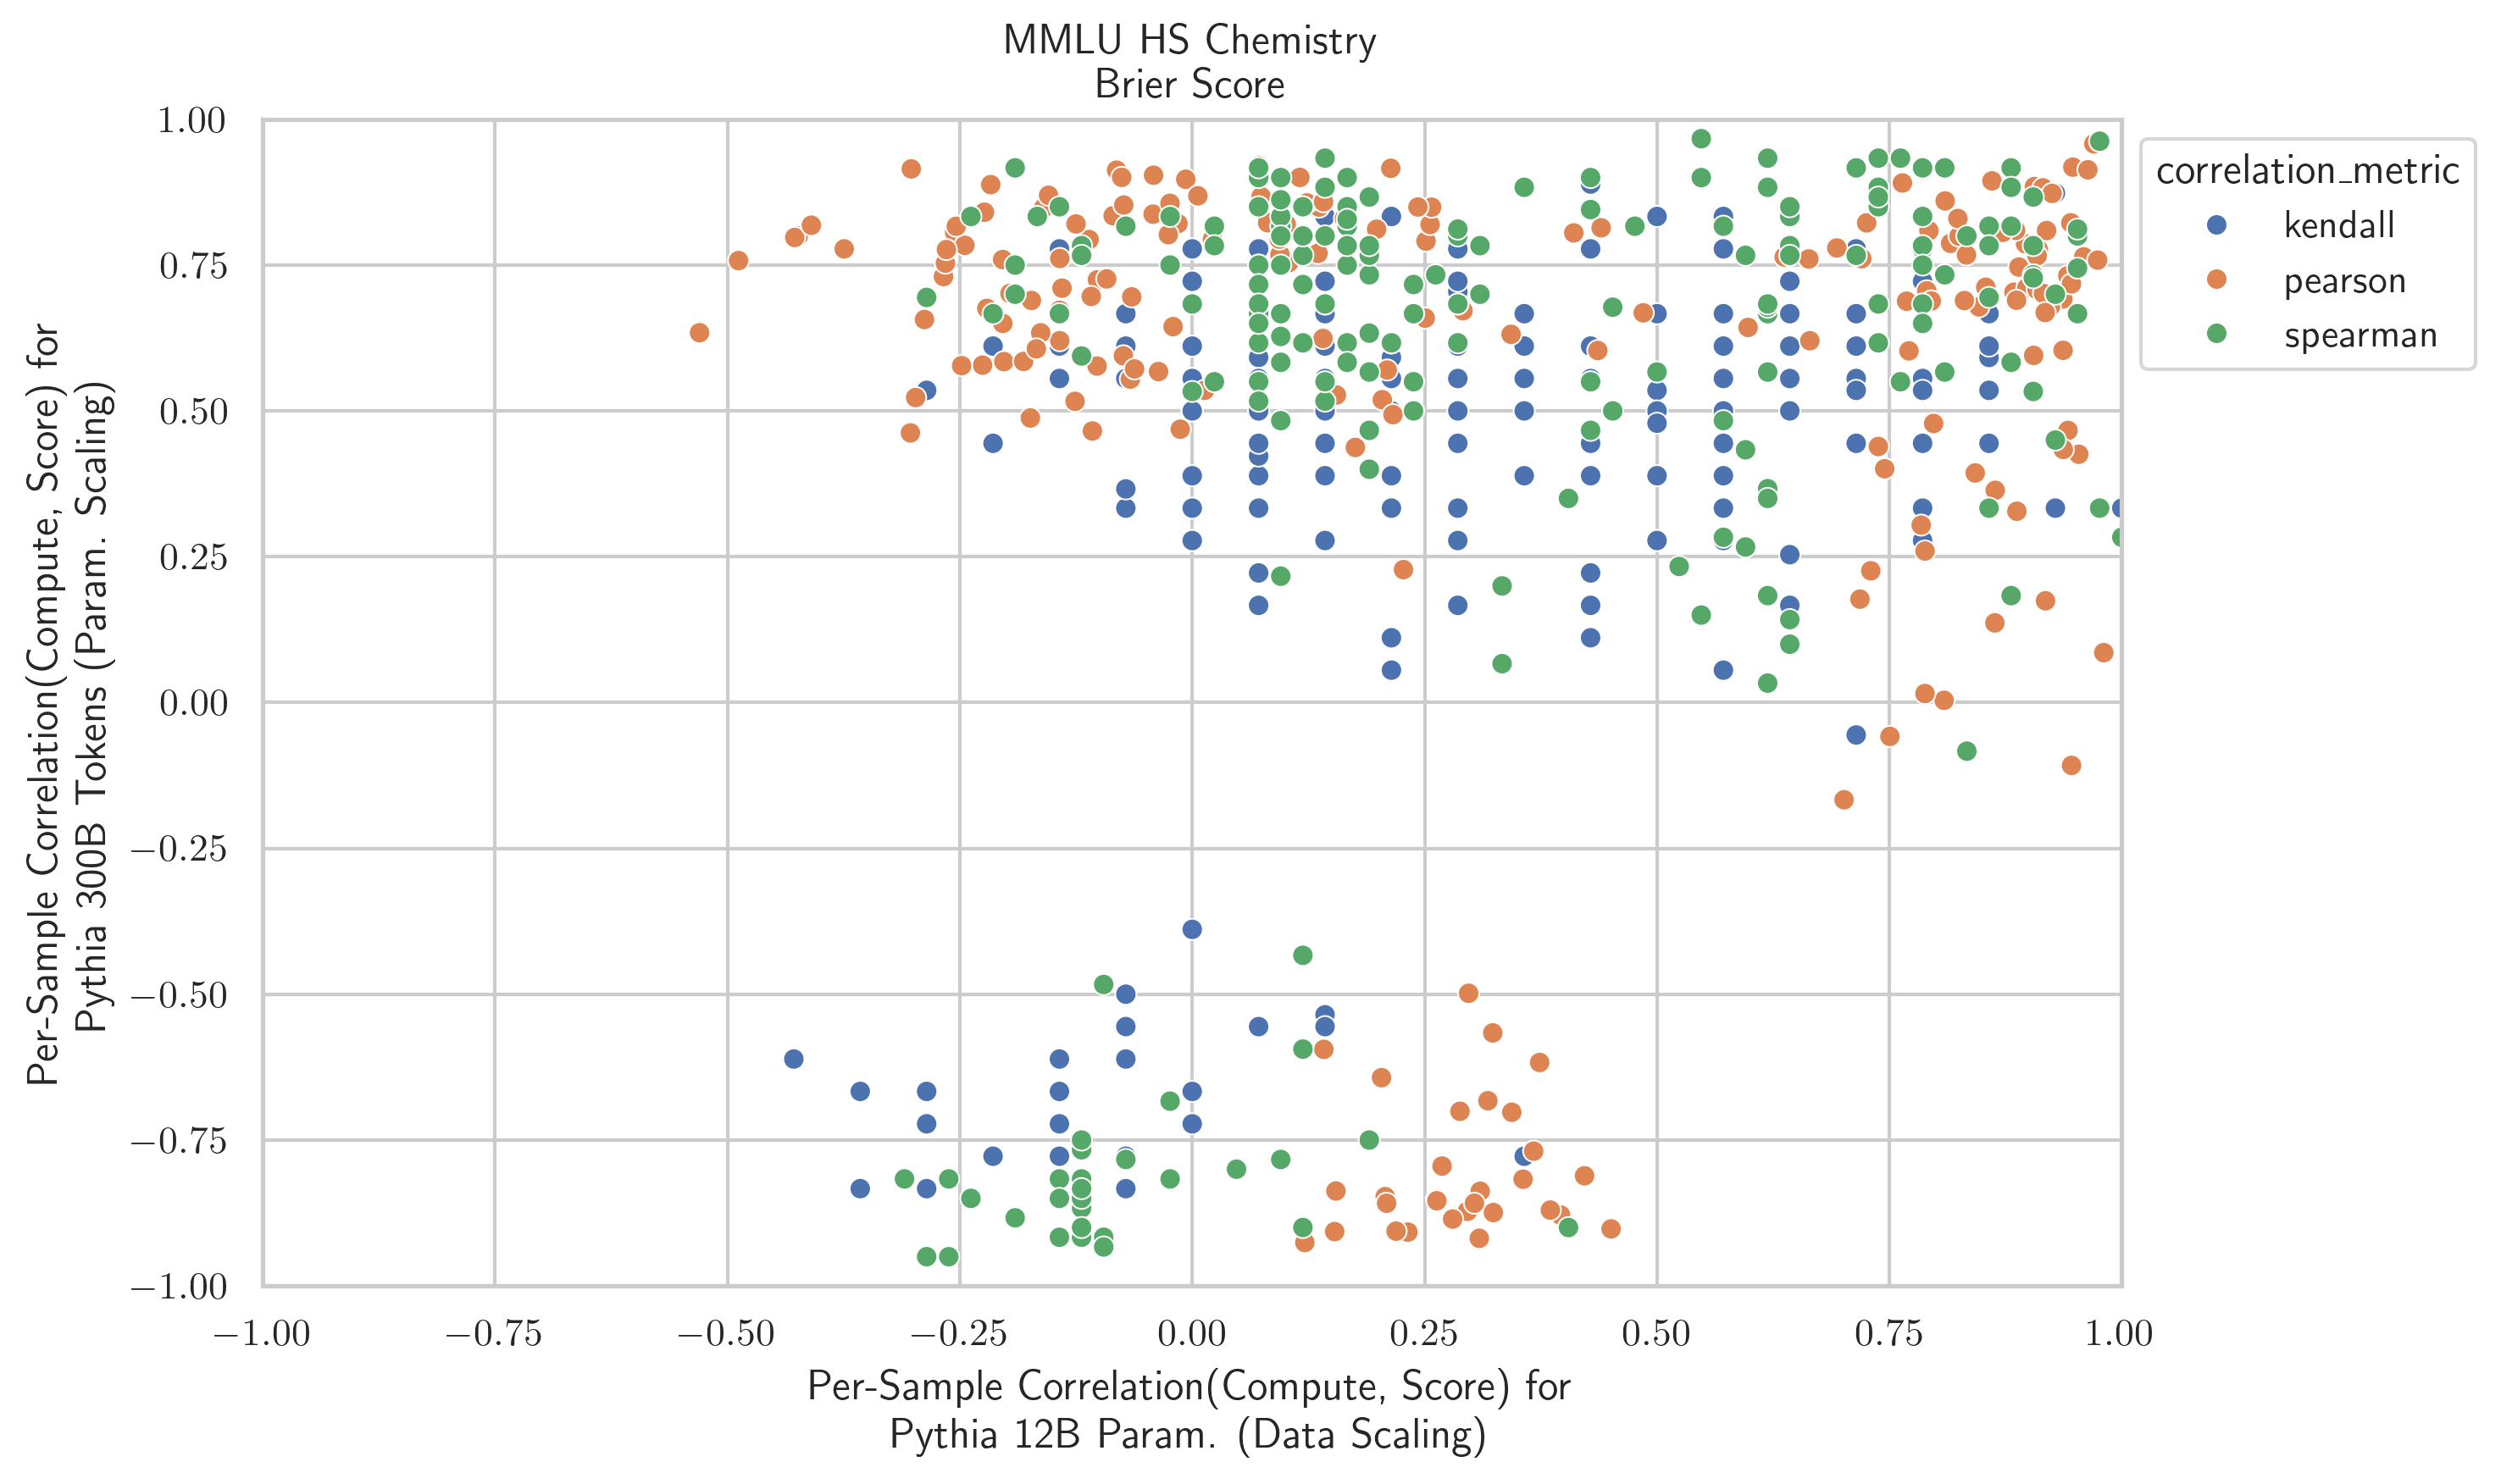 MMLU HS Chemistry
Brier Score
Per-Sample Correlation(Compute, Score) for
Pythia 300B Tokens (Param. Scaling)
1.00
0.75
0.50
0.25
0.00
−0.25
−0.50
−0.75
−1.00
−1.00
−0.75
−0.50
−0.25
0.00
0.25
0.50
0.75
1.00
Per-Sample Correlation(Compute, Score) for
Pythia 12B Param. (Data Scaling)
correlation_metric
kendall
pearson
spearman